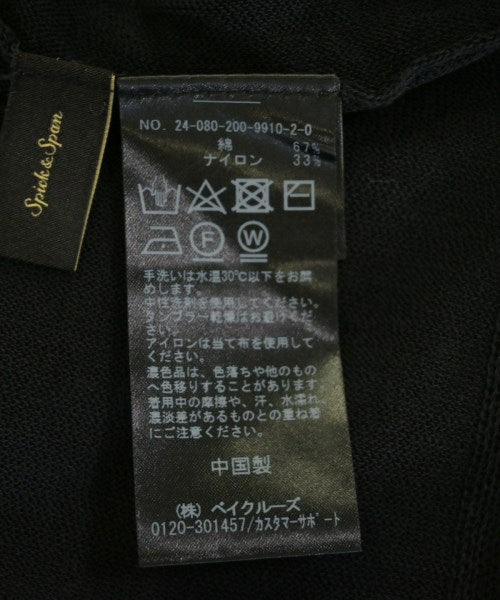 Spick & Span
NO. 24-080-200-9910-2-0
綿 67%
ナイロン 33%
F
W
手洗いは水温30℃以下をお奨
めします。
中性洗剤を使用してください。
タンブラー乾燥はお避けくだ
さい。
アイロンは当て布を使用して
ください。
濃色品は、色落ちや他のもの
へ色移りすることがあります。
着用中の摩擦や、汗、水濡れ、
濃淡差があるものとの重ね着
にご注意ください。
中国製
(株) ベイクルーズ
0120-301457/カスタマーサポート